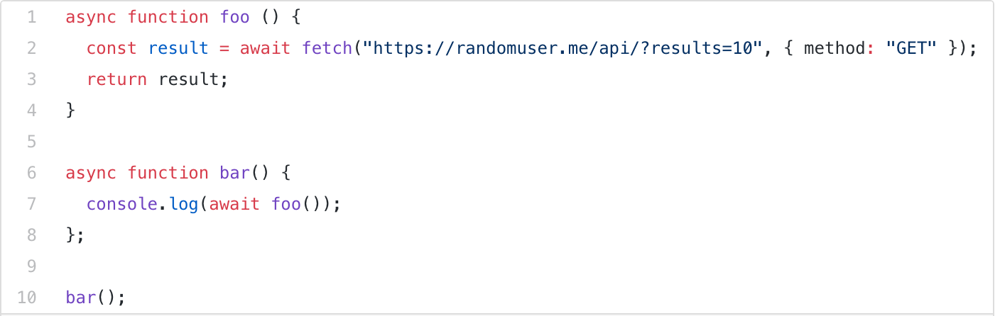 1 async function foo () {
2   const result = await fetch("https://randomuser.me/api/?results=10", { method: "GET" });
3   return result;
4 }
5
6 async function bar() {
7   console.log(await foo());
8 };
9
10 bar();